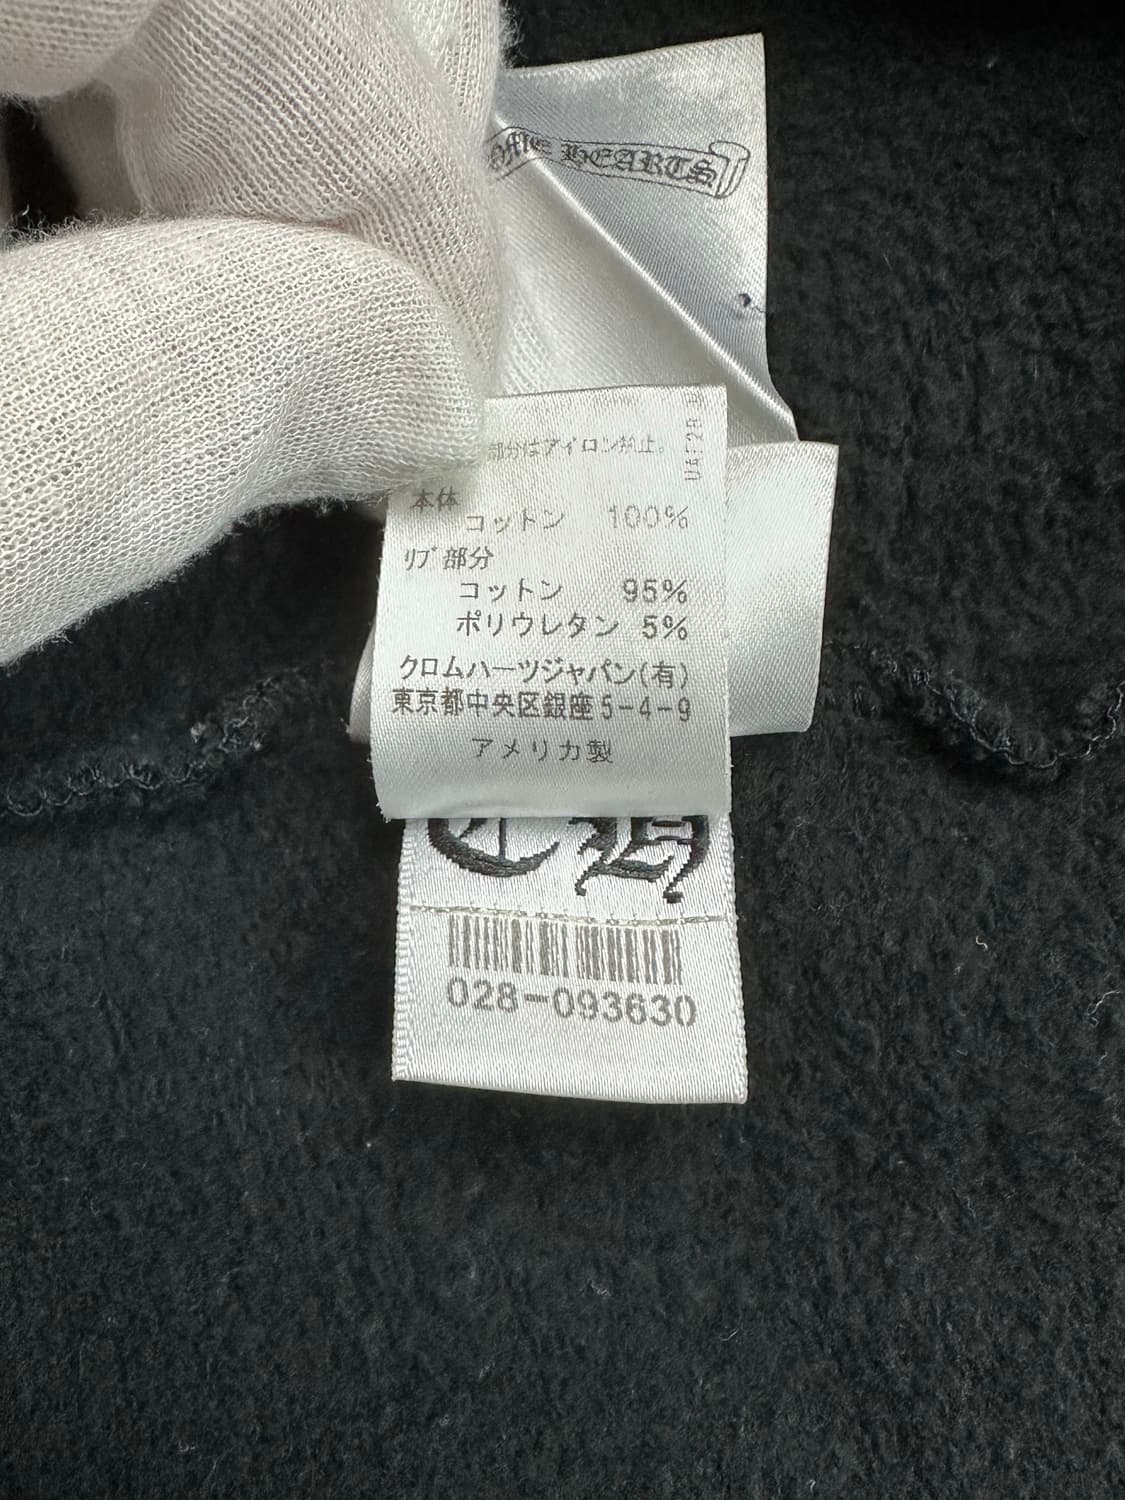 HEARTS
部分はアイロン禁止。
本体
コットン 100%
リブ部分
コットン 95%
ポリウレタン 5%
クロムハーツジャパン(有)
東京都中央区銀座5-4-9
アメリカ製
CH
028-093630